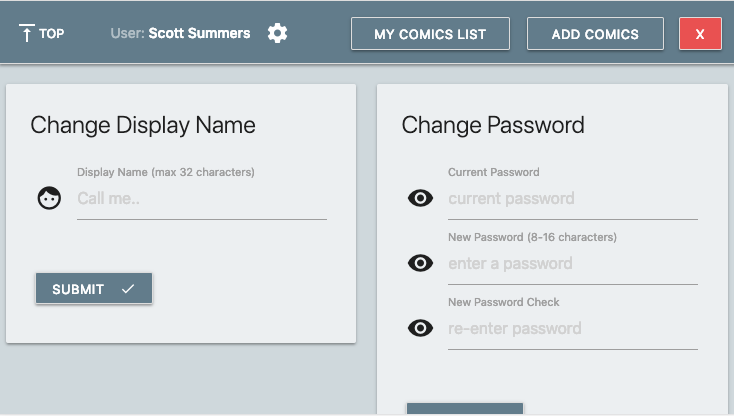 TOP
User: Scott Summers
MY COMICS LIST
ADD COMICS
X
Change Display Name
Display Name (max 32 characters)
Call me..
SUBMIT
Change Password
Current Password
current password
New Password (8-16 characters)
enter a password
New Password Check
re-enter password